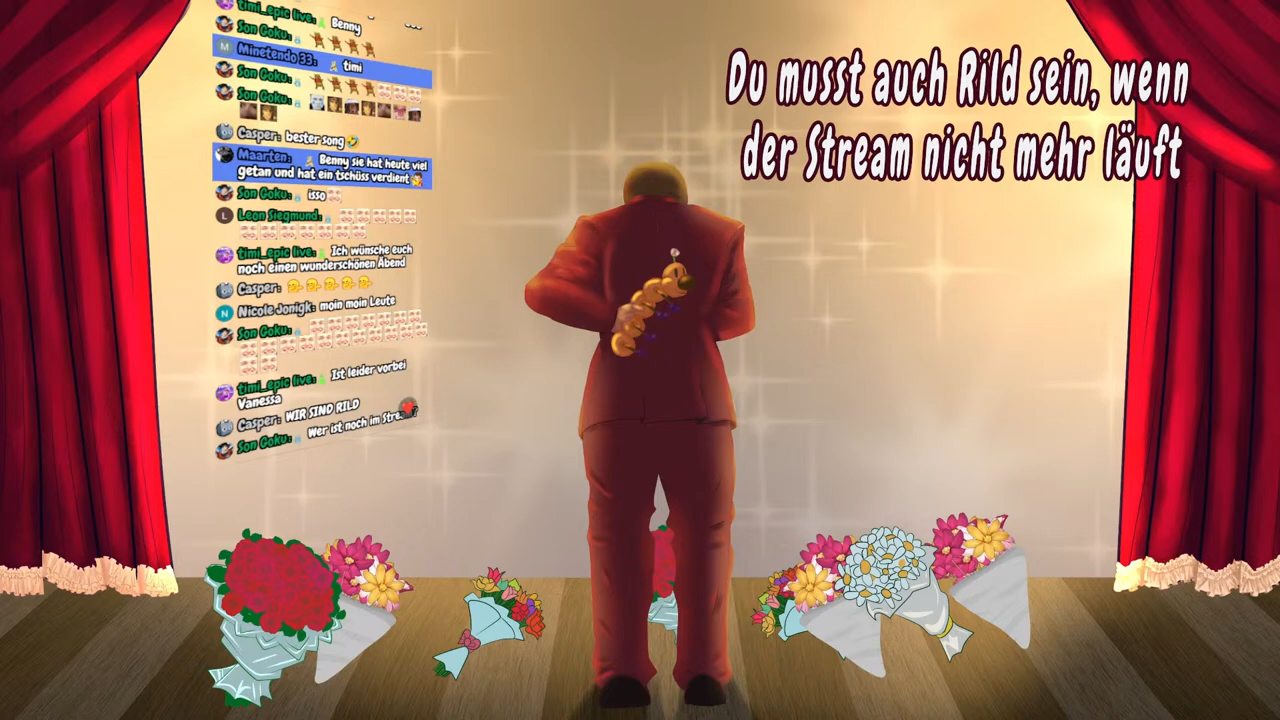 timi_epic live: Benny
Son Goku:
Minetendo 33: timi
Son Goku:
Son Goku:
Casper: bester song
Maarten: Benny sie hat heute viel
getan und hat ein tschüss verdient
Son Goku: isso
Leon Siegmund:
timi_epic live: Ich wünsche euch
noch einen wunderschönen Abend
Casper:
Nicole Jonigk: moin moin Leute
Son Goku:
timi_epic live: Ist leider vorbei
Vanessa
Casper: WIR SIND RILD
Son Goku: Wer ist noch im
Du musst auch Rild sein, wenn
der Stream nicht mehr läuft
M
L
N